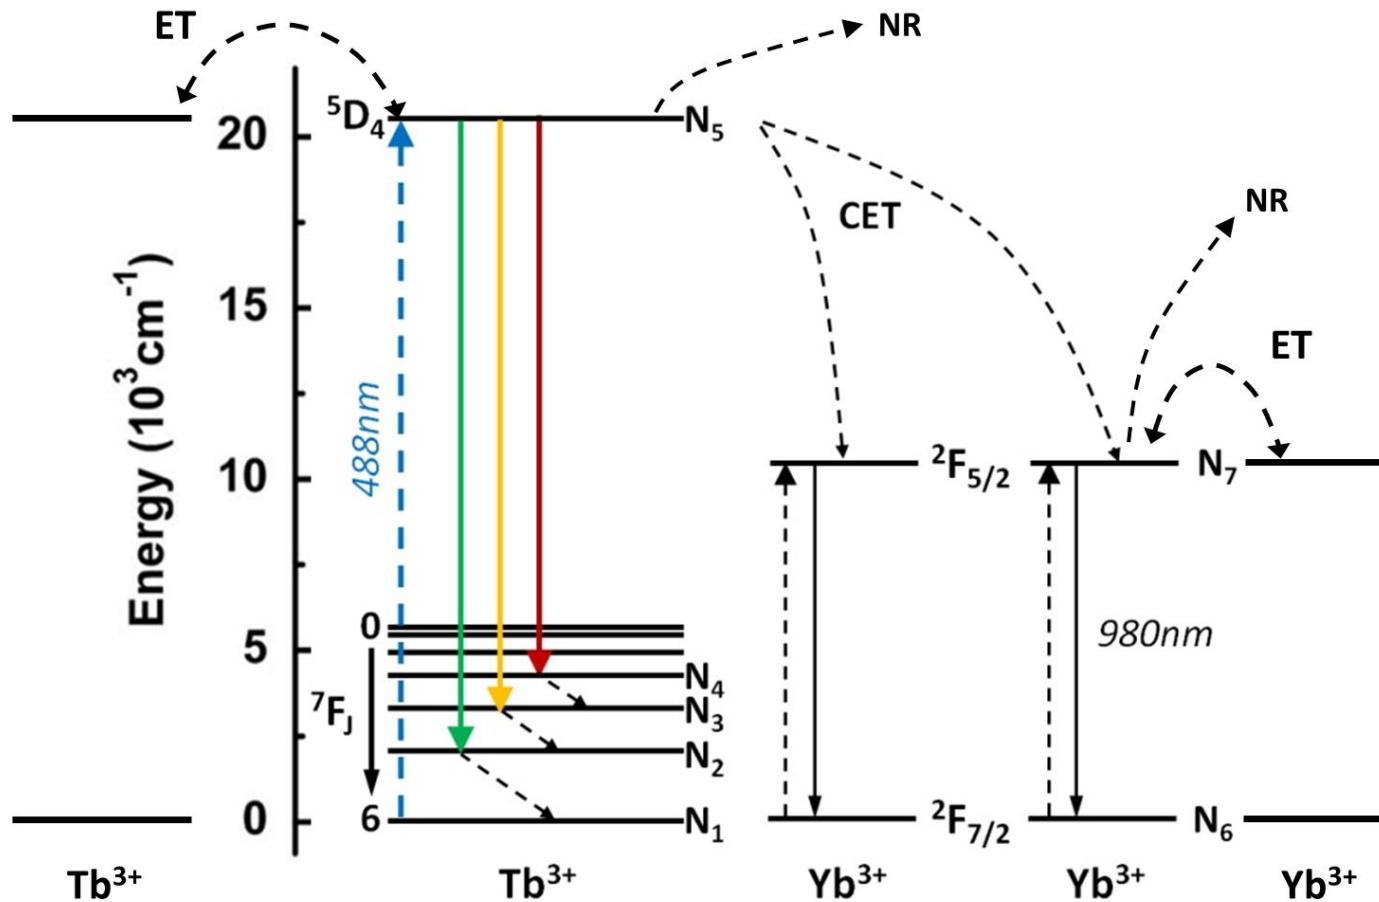 ET
NR
⁵D₄
N₅
20
CET
NR
15
ET
Energy (10³cm⁻¹)
488nm
10
²F₅/₂
N₇
0
5
980nm
N₄
⁷F_J
N₃
N₂
0
6
N₁
²F₇/₂
N₆
Tb³⁺
Tb³⁺
Yb³⁺
Yb³⁺
Yb³⁺